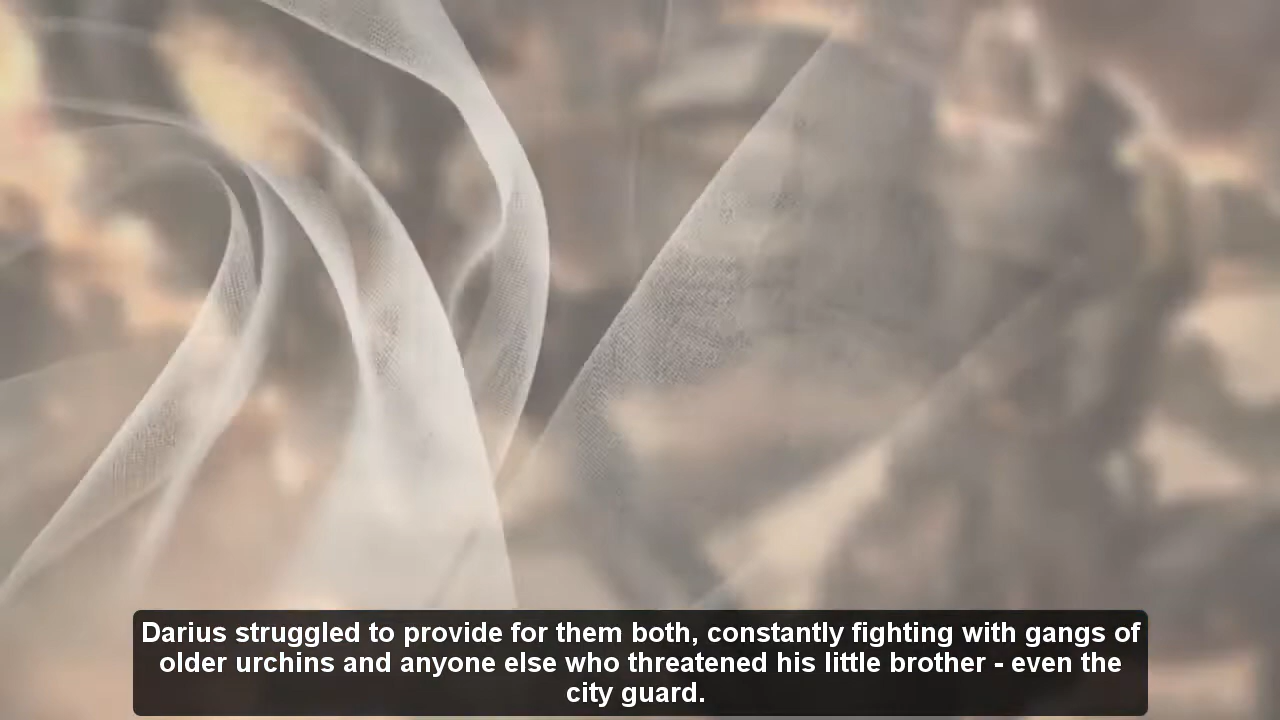 Darius struggled to provide for them both, constantly fighting with gangs of
older urchins and anyone else who threatened his little brother - even the
city guard.